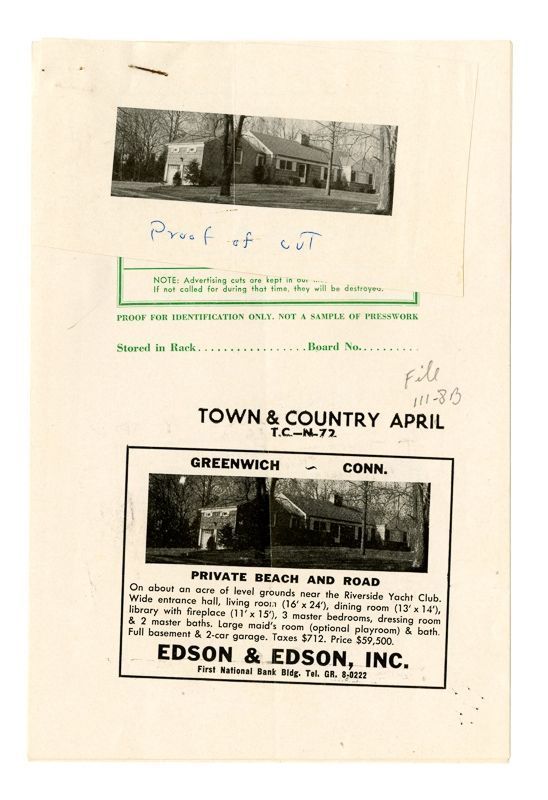 Proof of cut
NOTE: Advertising cuts are kept in our
If not called for during that time, they will be destroyed.
PROOF FOR IDENTIFICATION ONLY. NOT A SAMPLE OF PRESSWORK
Stored in Rack.................Board No..........
File
111-8B
TOWN & COUNTRY APRIL
T.C.—N-72
GREENWICH ~ CONN.
PRIVATE BEACH AND ROAD
On about an acre of level grounds near the Riverside Yacht Club.
Wide entrance hall, living room (16' x 24'), dining room (13' x 14'),
library with fireplace (11' x 15'), 3 master bedrooms, dressing room
& 2 master baths. Large maid's room (optional playroom) & bath.
Full basement & 2-car garage. Taxes $712. Price $59,500.
EDSON & EDSON, INC.
First National Bank Bldg. Tel. GR. 8-0222